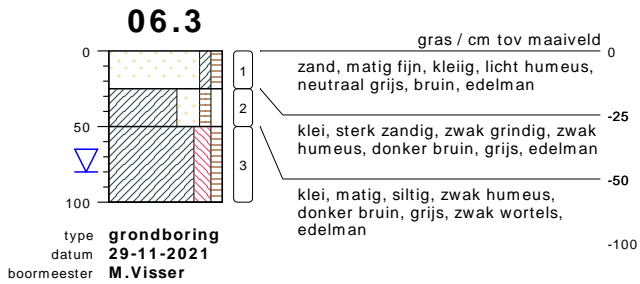 06.3
gras / cm tov maaiveld
0
0
1
zand, matig fijn, kleiig, licht humeus,
neutraal grijs, bruin, edelman
2
-25
klei, sterk zandig, zwak grindig, zwak
humeus, donker bruin, grijs, edelman
50
3
-50
klei, matig, siltig, zwak humeus,
donker bruin, grijs, zwak wortels,
edelman
100
-100
type grondboring
datum 29-11-2021
boormeester M.Visser